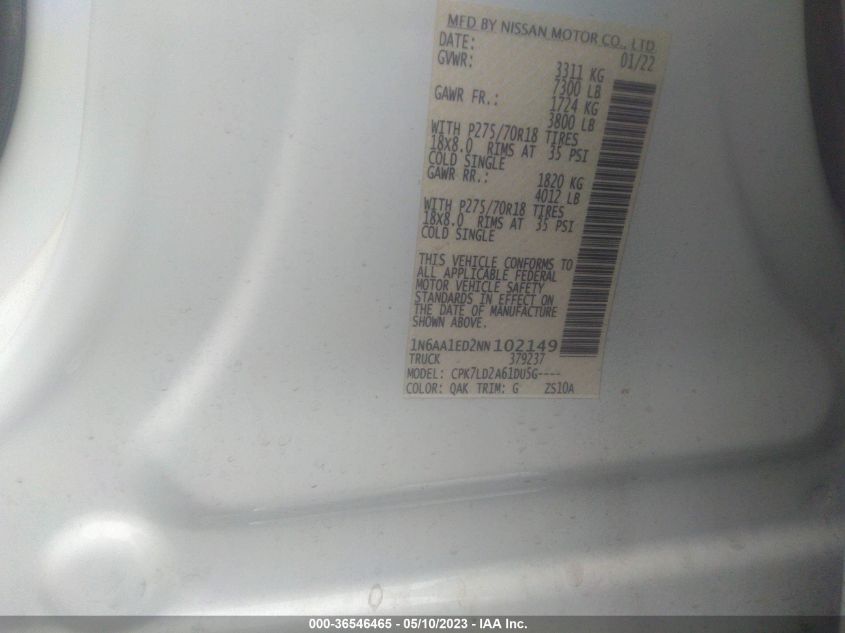 MFD BY NISSAN MOTOR CO., LTD.
DATE: 01/22
GVWR: 3311 KG
7300 LB
GAWR FR.: 1724 KG
3800 LB
WITH P275/70R18 TIRES
18X8.0 RIMS AT 35 PSI
COLD SINGLE
GAWR RR.: 1820 KG
4012 LB
WITH P275/70R18 TIRES
18X8.0 RIMS AT 35 PSI
COLD SINGLE
THIS VEHICLE CONFORMS TO
ALL APPLICABLE FEDERAL
MOTOR VEHICLE SAFETY
STANDARDS IN EFFECT ON
THE DATE OF MANUFACTURE
SHOWN ABOVE.
1N6AA1ED2NN102149
TRUCK 379237
MODEL: CPK7LD2A61DU5G----
COLOR: QAK TRIM: G ZS10A
000-36546465 - 05/10/2023 - IAA Inc.